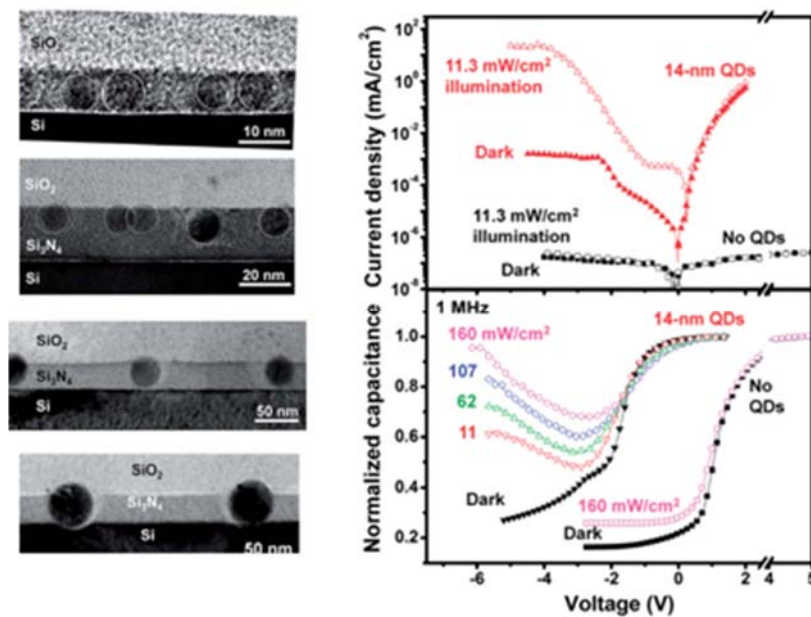 SiO₂
Si
10 nm
SiO₂
Si₃N₄
Si
20 nm
SiO₂
Si₃N₄
Si
50 nm
SiO₂
Si₃N₄
Si
50 nm
Current density (mA/cm²)
10⁰
10⁻²
10⁻⁴
10⁻⁶
10⁻⁸
11.3 mW/cm²
illumination
14-nm QDs
Dark
11.3 mW/cm²
illumination
No QDs
Dark
Normalized capacitance
1.0
0.8
0.6
0.4
0.2
1 MHz
160 mW/cm²
14-nm QDs
107
62
11
No
QDs
Dark
160 mW/cm²
Dark
-6 -4 -2 0 2 4 5
Voltage (V)